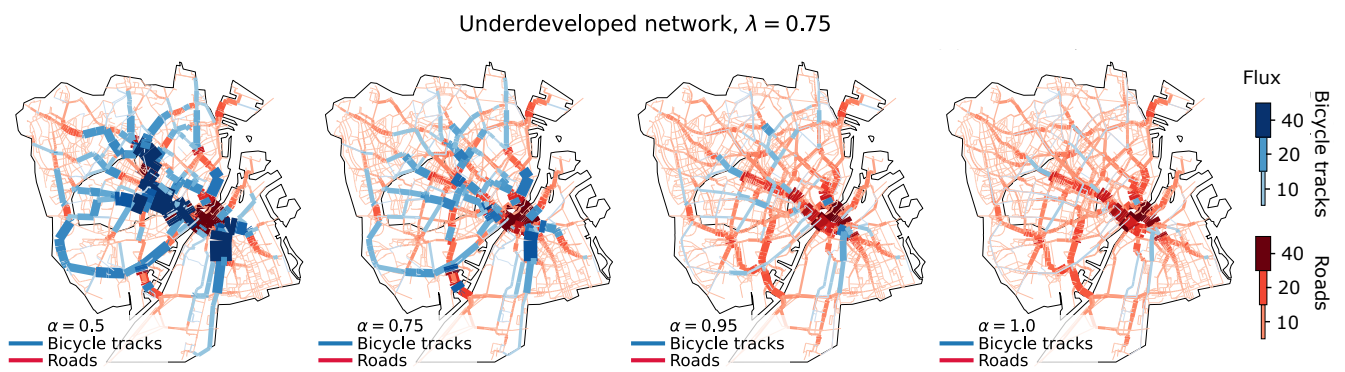 Underdeveloped network, λ = 0.75
α = 0.5
Bicycle tracks
Roads
α = 0.75
Bicycle tracks
Roads
α = 0.95
Bicycle tracks
Roads
α = 1.0
Bicycle tracks
Roads
Flux
40
20
10
Bicycle tracks
40
20
10
Roads